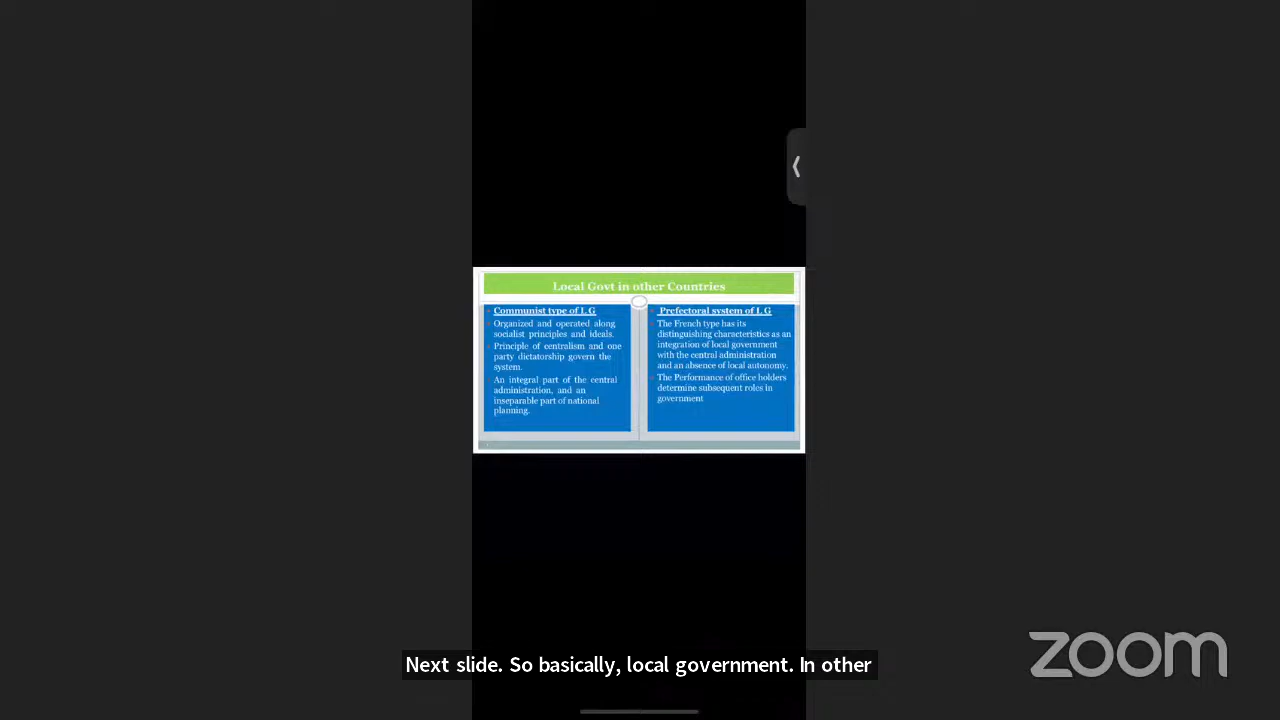 Local Govt in other Countries
Communist type of L G
Organized and operated along
socialist principles and ideals.
Principle of centralism and one
party dictatorship govern the
system.
An integral part of the central
administration, and an
inseparable part of national
planning.
Prefectoral system of L G
The French type has its
distinguishing characteristics as an
integration of local government
with the central administration
and an absence of local autonomy.
The Performance of office holders
determine subsequent roles in
government
Next slide. So basically, local government. In other
zoom